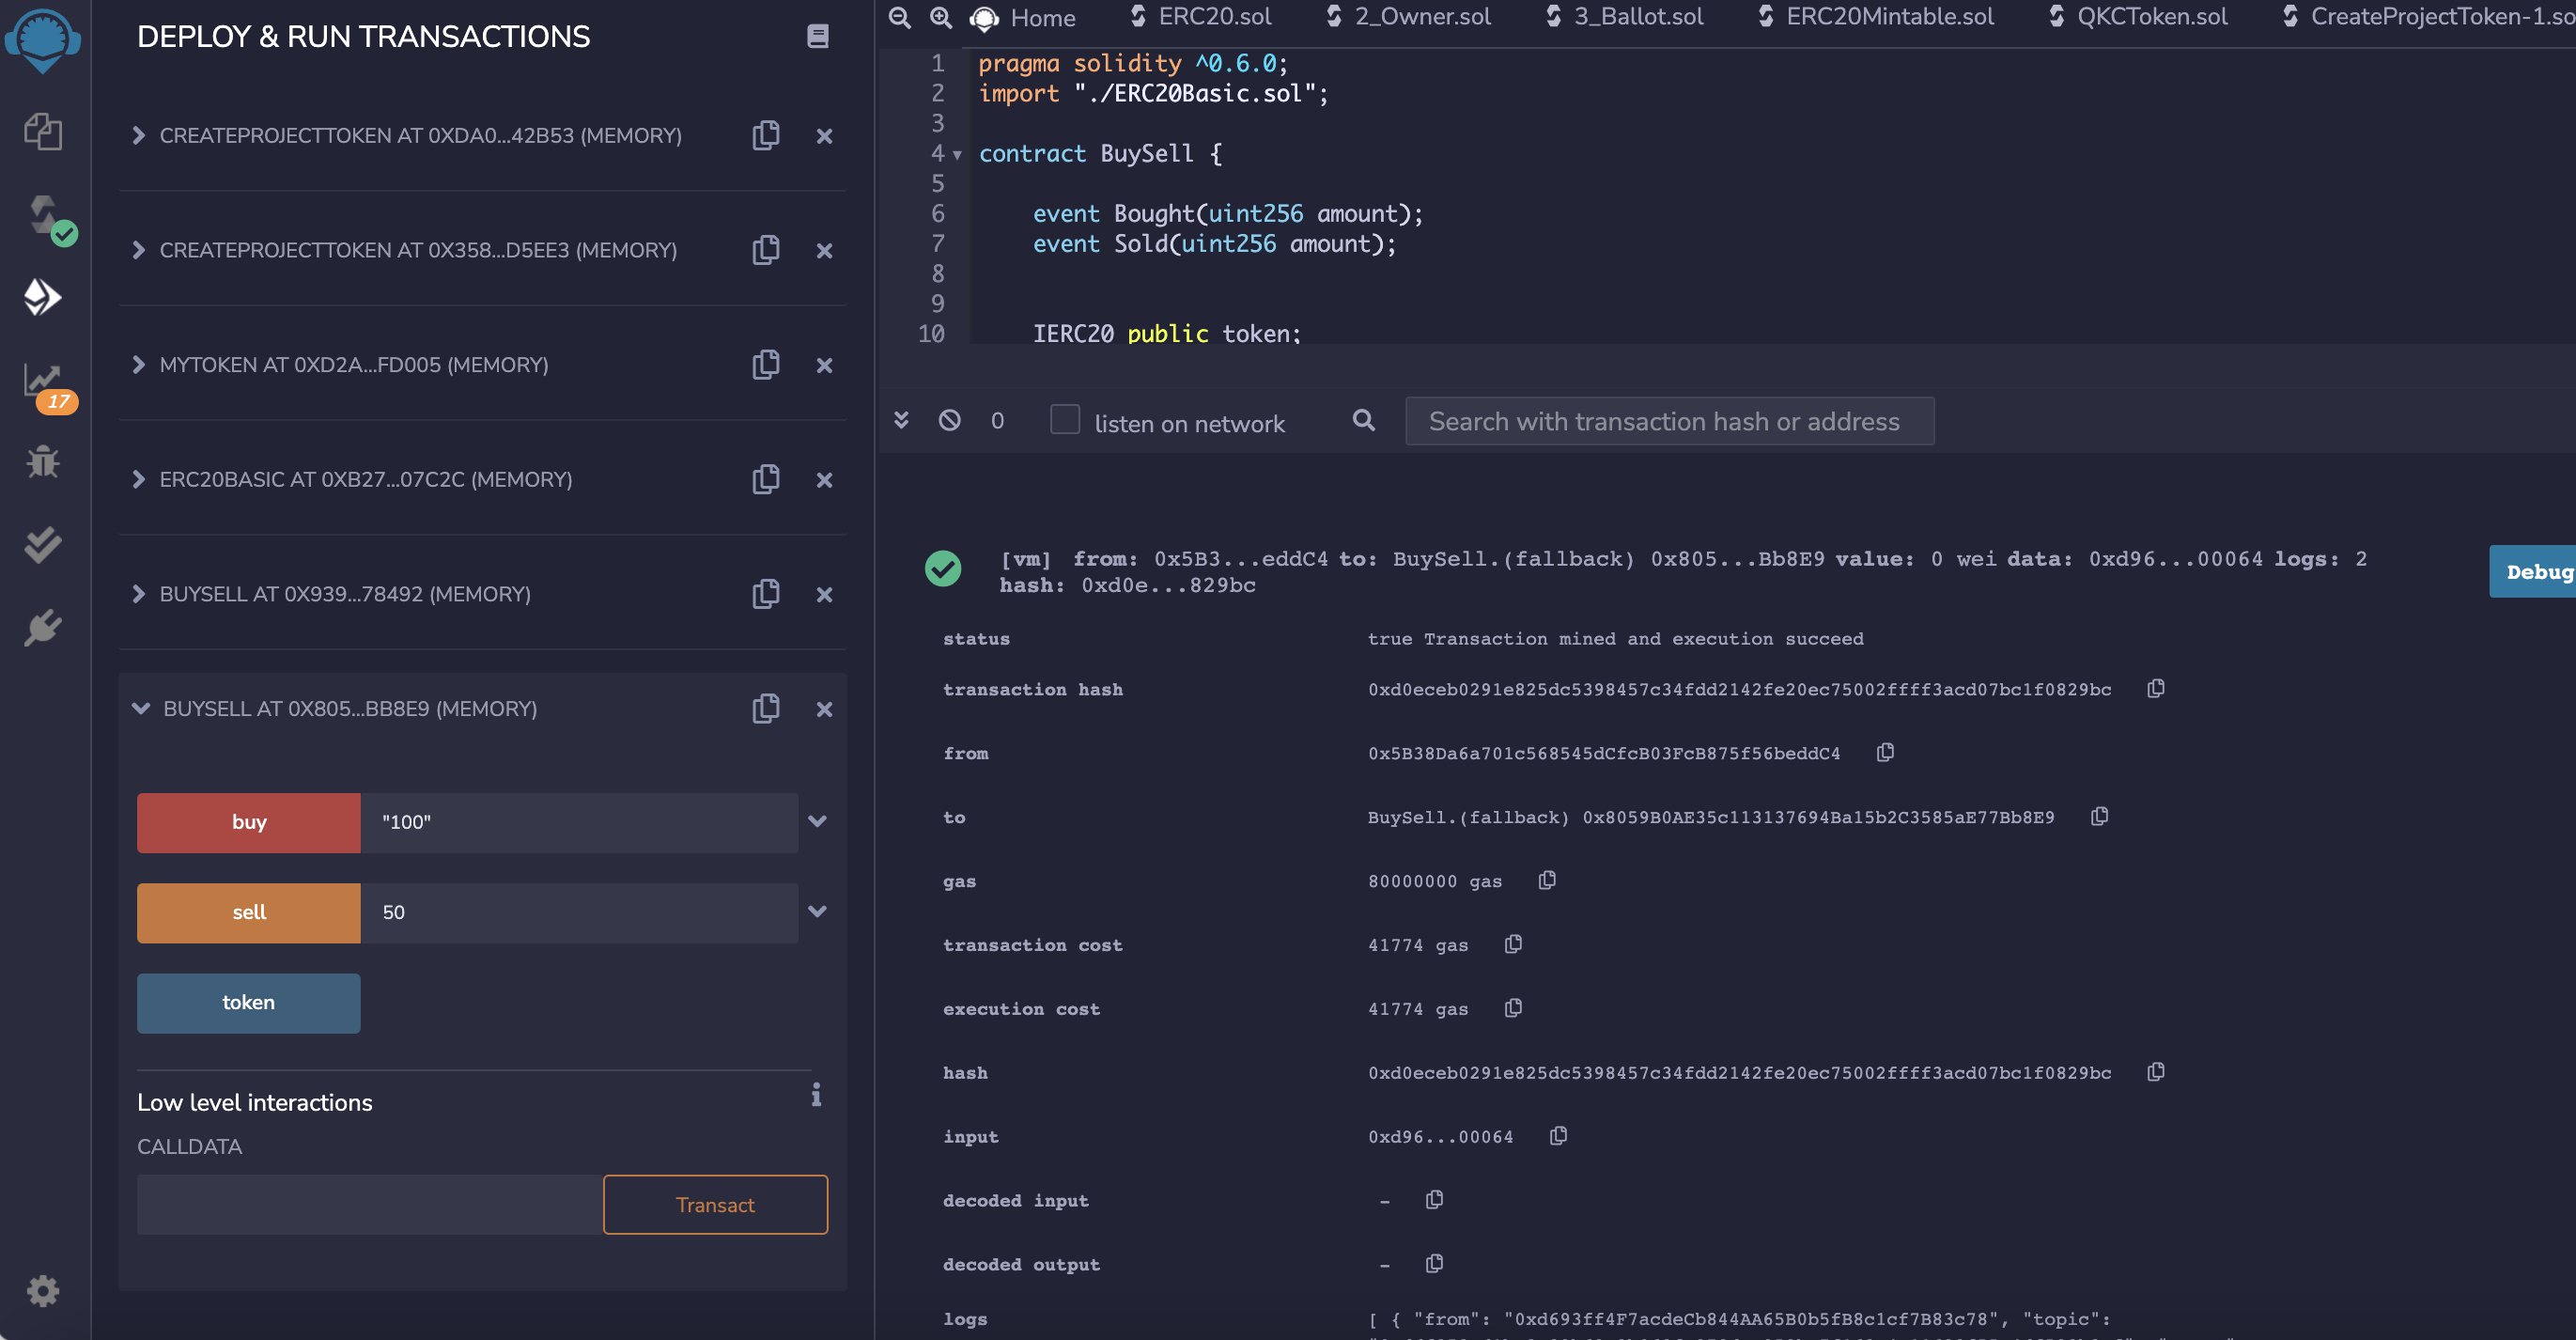 DEPLOY & RUN TRANSACTIONS
CREATEPROJECTTOKEN AT 0XDA0...42B53 (MEMORY)
CREATEPROJECTTOKEN AT 0X358...D5EE3 (MEMORY)
17
MYTOKEN AT 0XD2A...FD005 (MEMORY)
ERC20BASIC AT 0XB27...07C2C (MEMORY)
BUYSELL AT 0X939...78492 (MEMORY)
BUYSELL AT 0X805...BB8E9 (MEMORY)
buy "100"
sell 50
token
Low level interactions
CALLDATA
Transact
Home ERC20.sol 2_Owner.sol 3_Ballot.sol ERC20Mintable.sol QKCToken.sol CreateProjectToken-1.so
1 pragma solidity ^0.6.0;
2 import "./ERC20Basic.sol";
3
4 contract BuySell {
5
6 event Bought(uint256 amount);
7 event Sold(uint256 amount);
8
9
10 IERC20 public token;
0 listen on network Search with transaction hash or address
[vm] from: 0x5B3...eddC4 to: BuySell.(fallback) 0x805...Bb8E9 value: 0 wei data: 0xd96...00064 logs: 2
hash: 0xd0e...829bc
Debug
status true Transaction mined and execution succeed
transaction hash 0xd0eceb0291e825dc5398457c34fdd2142fe20ec75002ffff3acd07bc1f0829bc
from 0x5B38Da6a701c568545dCfcB03FcB875f56beddC4
to BuySell.(fallback) 0x8059B0AE35c113137694Ba15b2C3585aE77Bb8E9
gas 80000000 gas
transaction cost 41774 gas
execution cost 41774 gas
hash 0xd0eceb0291e825dc5398457c34fdd2142fe20ec75002ffff3acd07bc1f0829bc
input 0xd96...00064
decoded input -
decoded output -
logs [ { "from": "0xd693ff4F7acdeCb844AA65B0b5fB8c1cf7B83c78", "topic":